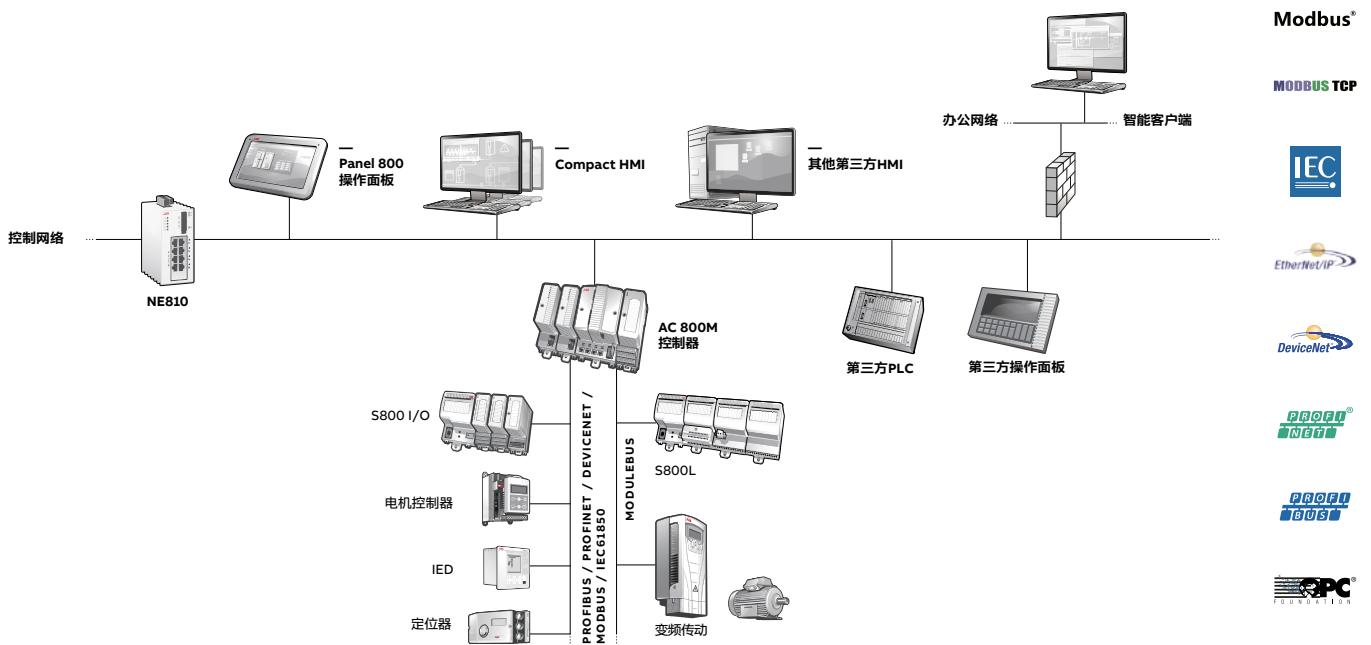 Modbus®
MODBUS TCP
办公网络
智能客户端
Panel 800
操作面板
Compact HMI
其他第三方HMI
IEC
控制网络
NE810
EtherNet/IP
AC 800M
控制器
第三方PLC
第三方操作面板
DeviceNet
S800 I/O
S800L
PROFI
NET®
电机控制器
PROFIBUS / PROFINET / DEVICENET /
MODBUS / IEC61850
MODULEBUS
PROFI
BUS
IED
定位器
变频传动
OPC®
FOUNDATION